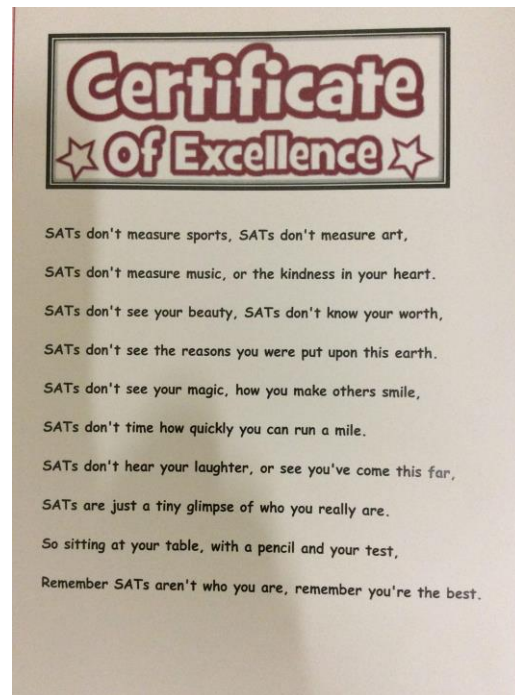 Certificate
Of Excellence
SATs don't measure sports, SATs don't measure art,
SATs don't measure music, or the kindness in your heart.
SATs don't see your beauty, SATs don't know your worth,
SATs don't see the reasons you were put upon this earth.
SATs don't see your magic, how you make others smile,
SATs don't time how quickly you can run a mile.
SATs don't hear your laughter, or see you've come this far,
SATs are just a tiny glimpse of who you really are.
So sitting at your table, with a pencil and your test,
Remember SATs aren't who you are, remember you're the best.